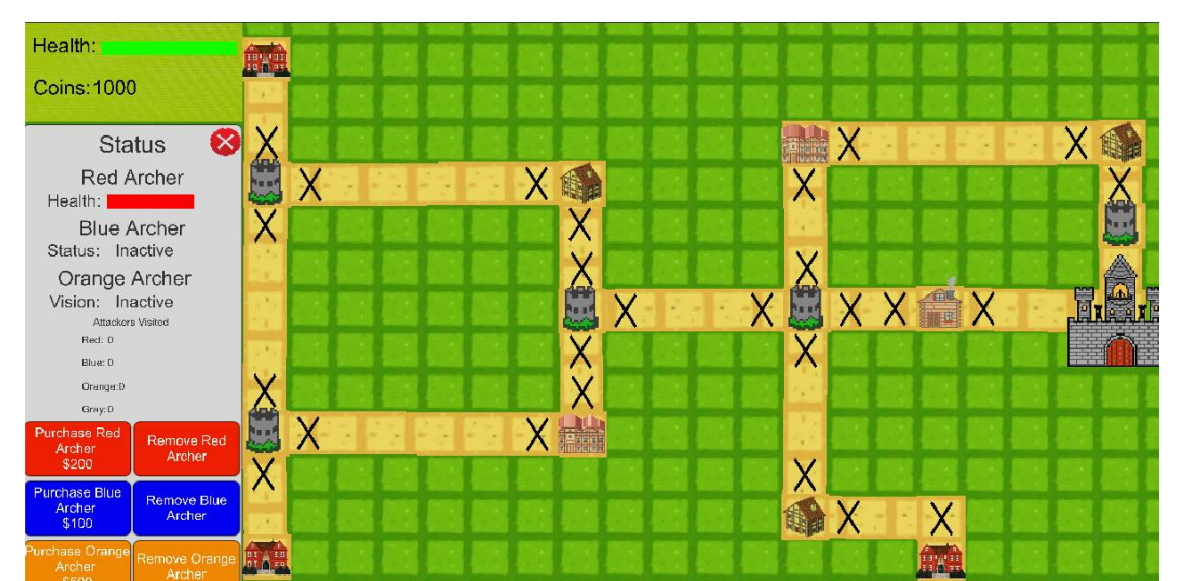 Health:
Coins:1000
Status
Red Archer
Health:
Blue Archer
Status: Inactive
Orange Archer
Vision: Inactive
Attackers Visited
Red: 0
Blue: 0
Orange:0
Gray:0
Purchase Red
Archer
$200
Remove Red
Archer
Purchase Blue
Archer
$100
Remove Blue
Archer
Purchase Orange
Archer
$500
Remove Orange
Archer